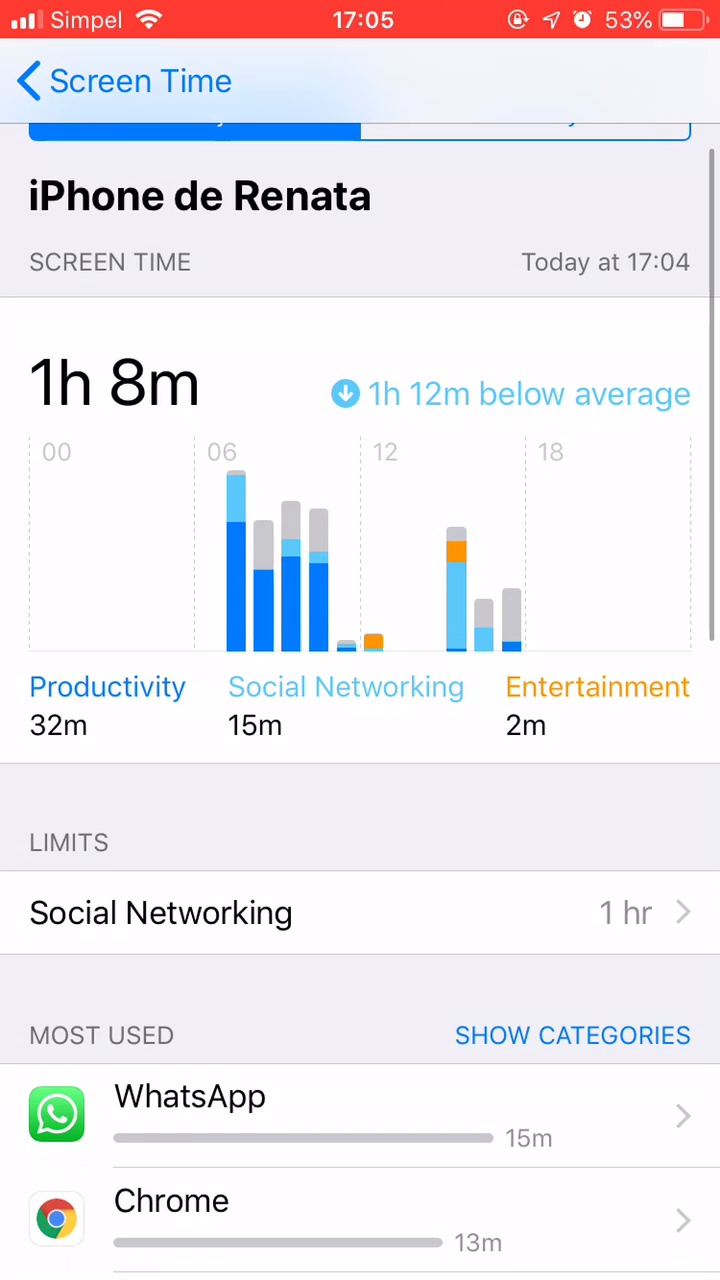 Simpel 17:05 53%
Screen Time
iPhone de Renata
SCREEN TIME Today at 17:04
1h 8m 1h 12m below average
00 06 12 18
Productivity Social Networking Entertainment
32m 15m 2m
LIMITS
Social Networking 1 hr
MOST USED SHOW CATEGORIES
WhatsApp
15m
Chrome
13m